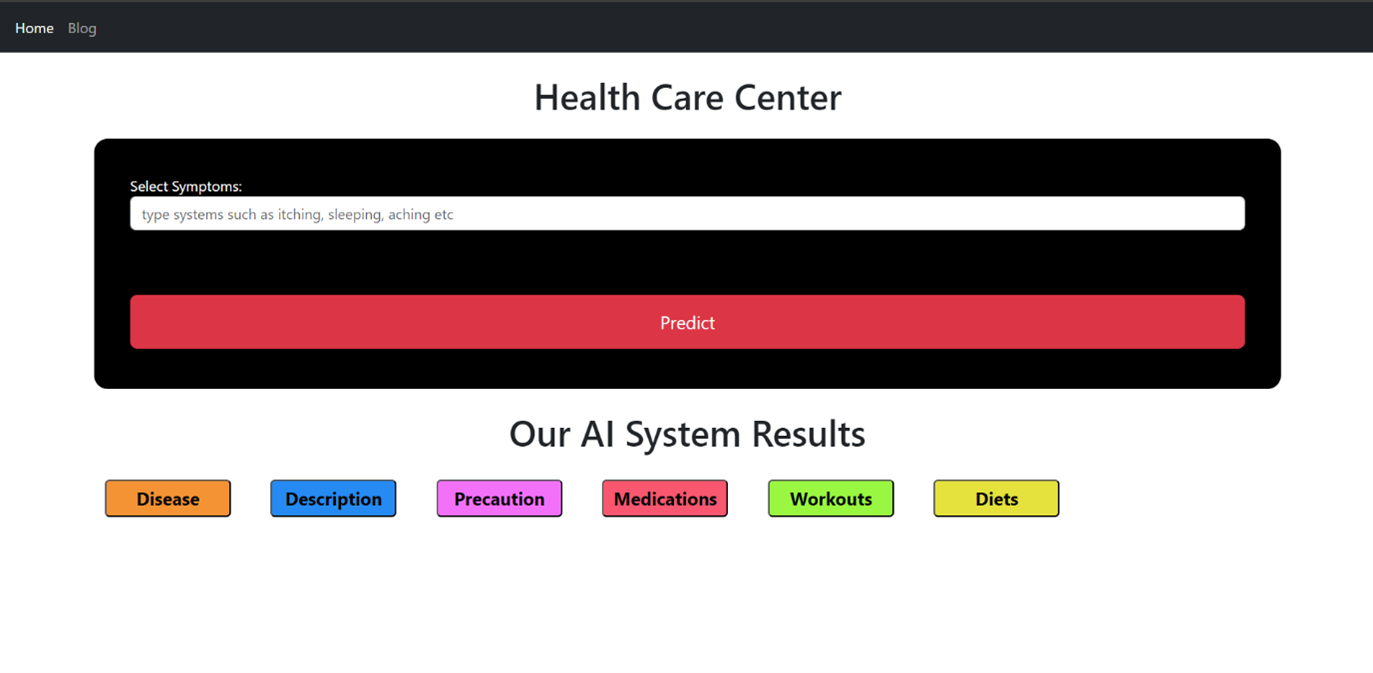 Home Blog
Health Care Center
Select Symptoms:
type systems such as itching, sleeping, aching etc
Predict
Our AI System Results
Disease Description Precaution Medications Workouts Diets